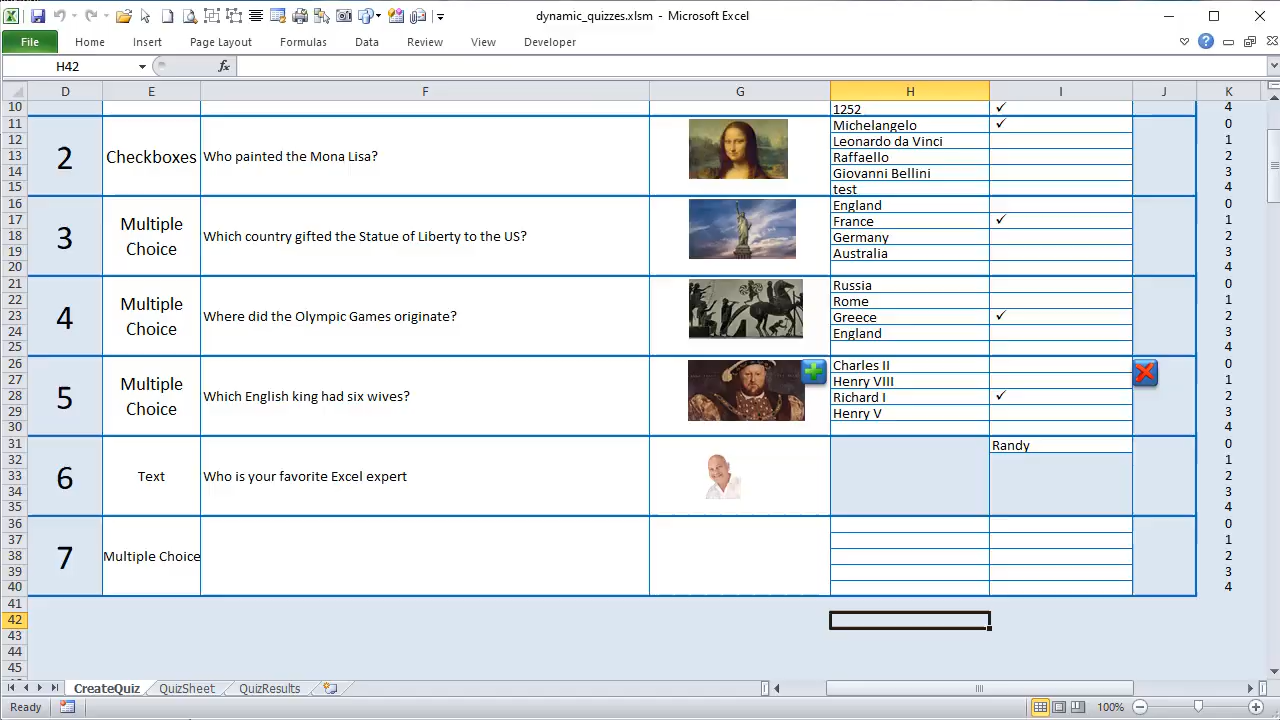 dynamic_quizzes.xlsm - Microsoft Excel
File Home Insert Page Layout Formulas Data Review View Developer
H42 fx
D E F G H I J K
10 1252 ✓ 4
11 Michelangelo ✓ 0
12 Leonardo da Vinci 1
2 Checkboxes Who painted the Mona Lisa?
13 Raffaello 2
14 Giovanni Bellini 3
15 test 4
16 England 0
17 France ✓ 1
3 Multiple Choice Which country gifted the Statue of Liberty to the US?
18 Germany 2
19 Australia 3
20 4
21 Russia 0
22 Rome 1
4 Multiple Choice Where did the Olympic Games originate?
23 Greece ✓ 2
24 England 3
25 4
26 Charles II 0
27 Henry VIII 1
5 Multiple Choice Which English king had six wives?
28 Richard I ✓ 2
29 Henry V 3
30 4
31 Randy 0
32 1
6 Text Who is your favorite Excel expert
33 2
34 3
35 4
36 0
37 1
7 Multiple Choice
38 2
39 3
40 4
41
42
43
44
45
CreateQuiz QuizSheet QuizResults
Ready 100%